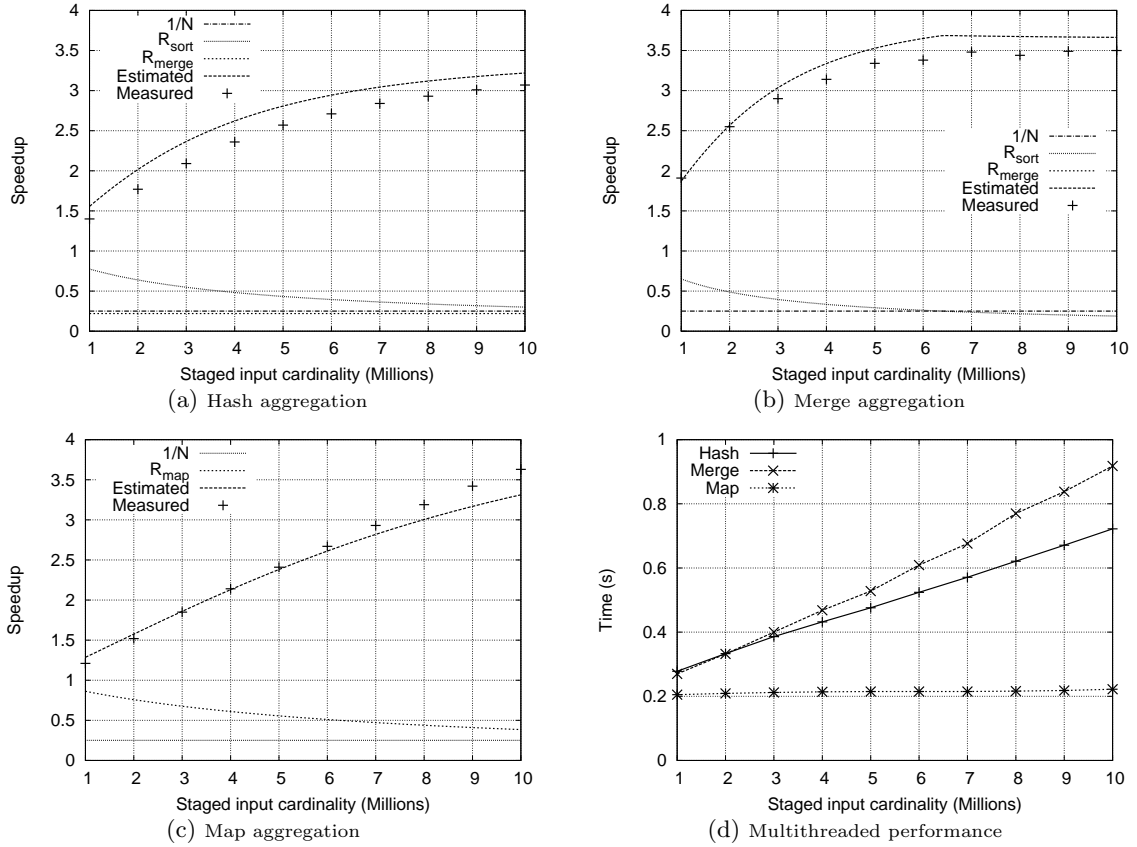 1/N
R_sort
R_merge
Estimated
Measured
Speedup
4
3.5
3
2.5
2
1.5
1
0.5
0
1 2 3 4 5 6 7 8 9 10
Staged input cardinality (Millions)
(a) Hash aggregation
1/N
R_sort
R_merge
Estimated
Measured
Speedup
4
3.5
3
2.5
2
1.5
1
0.5
0
1 2 3 4 5 6 7 8 9 10
Staged input cardinality (Millions)
(b) Merge aggregation
1/N
R_map
Estimated
Measured
Speedup
4
3.5
3
2.5
2
1.5
1
0.5
0
1 2 3 4 5 6 7 8 9 10
Staged input cardinality (Millions)
(c) Map aggregation
Hash
Merge
Map
Time (s)
1
0.8
0.6
0.4
0.2
0
1 2 3 4 5 6 7 8 9 10
Staged input cardinality (Millions)
(d) Multithreaded performance